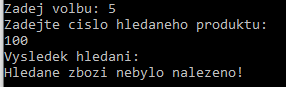 Zadej volbu: 5
Zadejte cislo hledaneho produktu:
100
Vysledek hledani:
Hledane zbozi nebylo nalezeno!